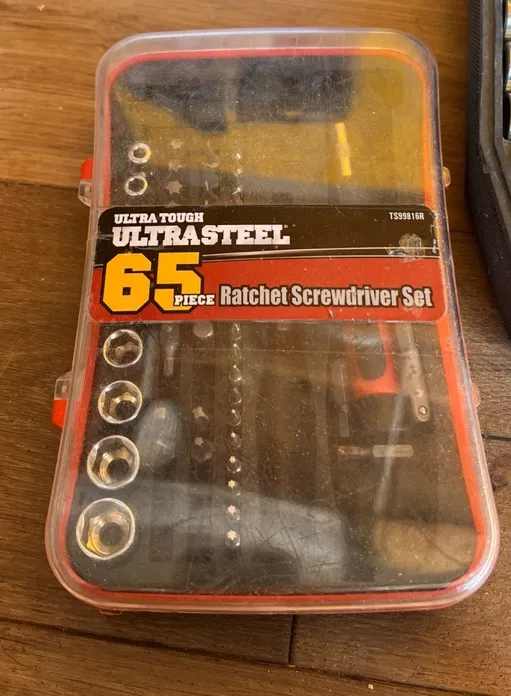 ULTRA TOUGH
TS99816R
ULTRASTEEL
65 PIECE Ratchet Screwdriver Set